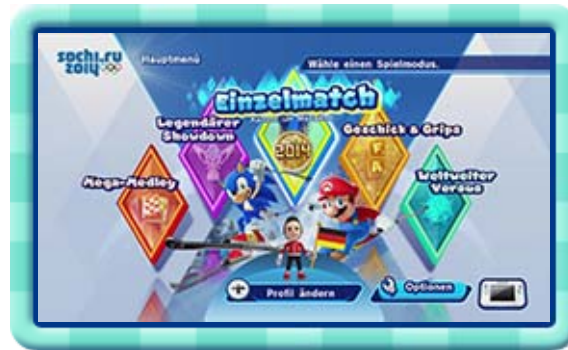 sochi.ru
2014
Hauptmenü
Wähle einen Spielmodus.
Einzelmatch
Legendärer
Showdown
Geschick & Grips
2014
Mega-Medley
Weltweiter
Versus
Profil ändern
Optionen